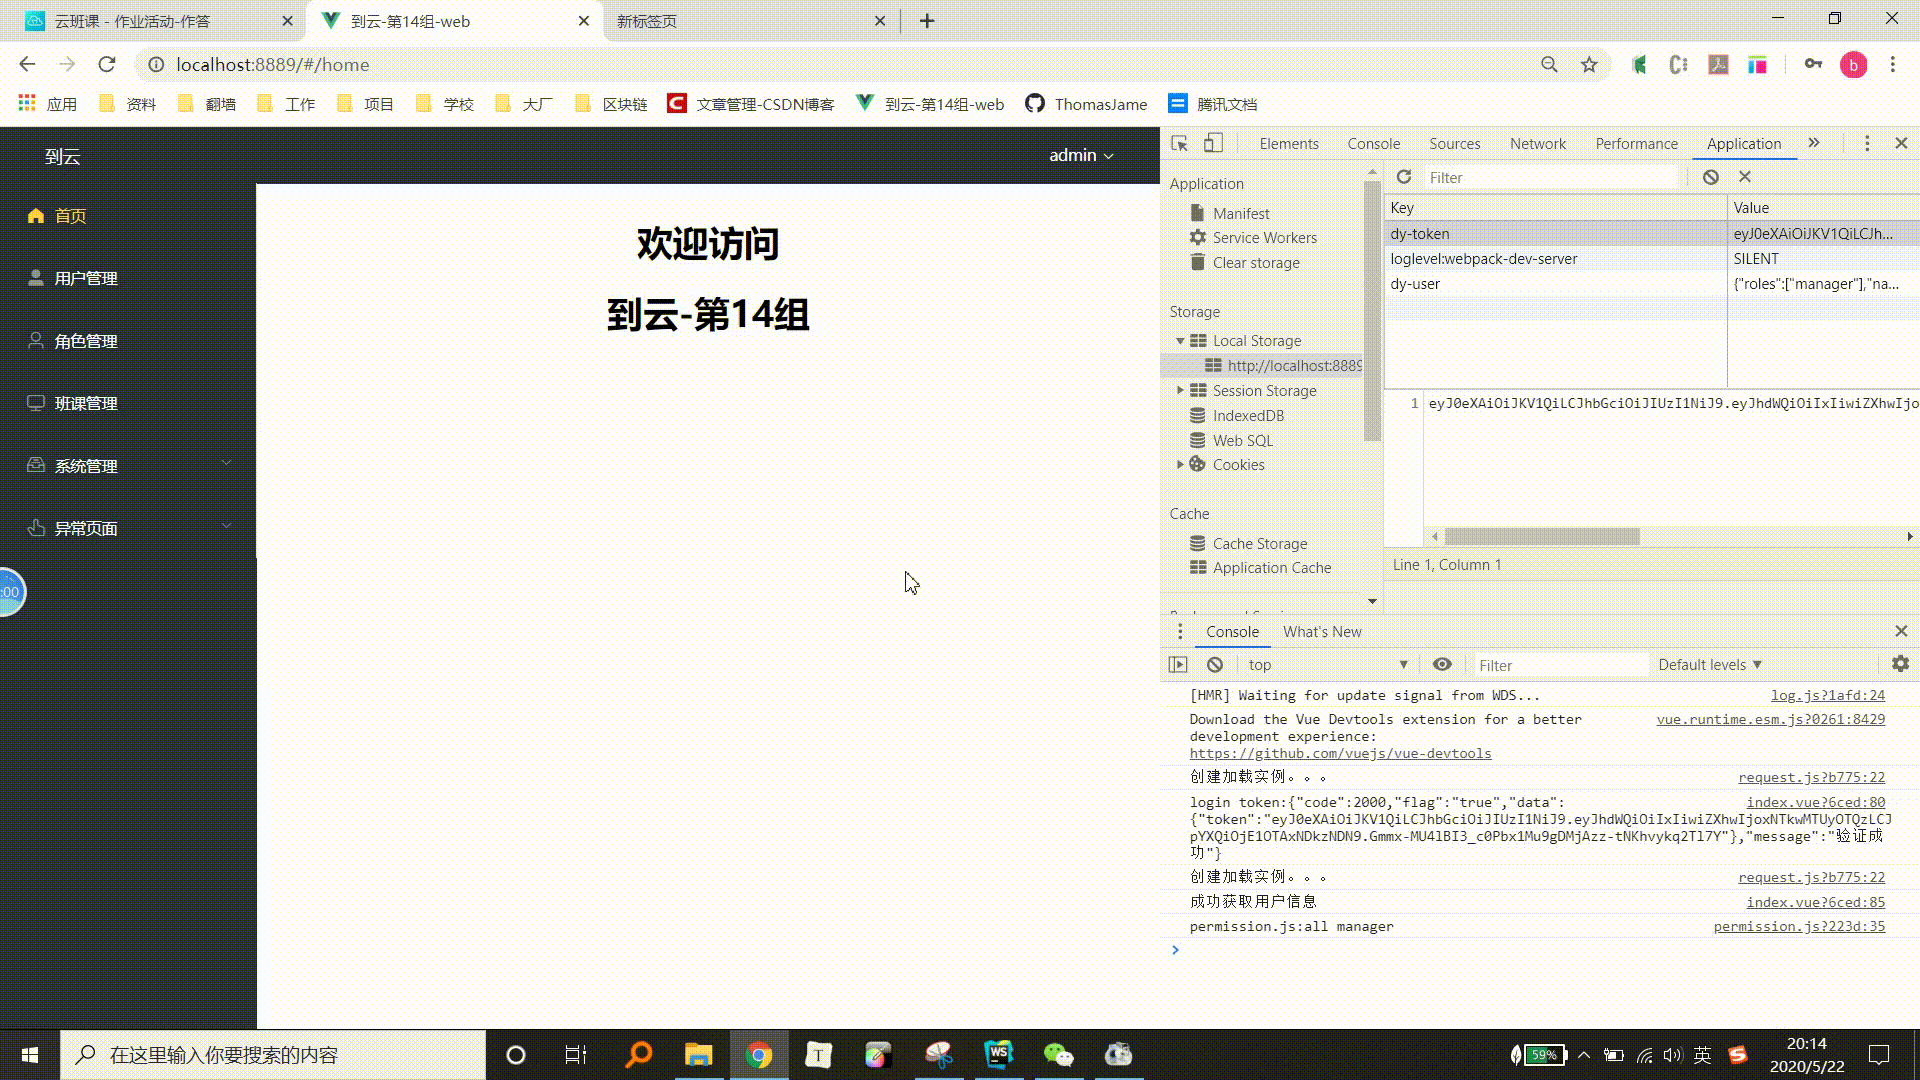 云班课 - 作业活动-作答
到云-第14组-web
新标签页
localhost:8889/#/home
b
应用
资料
翻墙
工作
项目
学校
大厂
区块链
文章管理-CSDN博客
到云-第14组-web
ThomasJame
腾讯文档
到云
admin
首页
用户管理
角色管理
班课管理
系统管理
异常页面
:00
欢迎访问
到云-第14组
Elements Console Sources Network Performance Application
Application
Manifest
Service Workers
Clear storage
Storage
Local Storage
http://localhost:8889
Session Storage
IndexedDB
Web SQL
Cookies
Cache
Cache Storage
Application Cache
Filter
Key Value
dy-token eyJ0eXAiOiJKV1QiLCJh...
loglevel:webpack-dev-server SILENT
dy-user {"roles":["manager"],"na...
1 eyJ0eXAiOiJKV1QiLCJhbGciOiJIUzI1NiJ9.eyJhdWQiOiIxIiwiZXhwIjo
Line 1, Column 1
Console What's New
top Filter Default levels
[HMR] Waiting for update signal from WDS... log.js?1afd:24
Download the Vue Devtools extension for a better vue.runtime.esm.js?0261:8429
development experience:
https://github.com/vuejs/vue-devtools
创建加载实例。。。 request.js?b775:22
login token:{"code":2000,"flag":"true","data": index.vue?6ced:80
{"token":"eyJ0eXAiOiJKV1QiLCJhbGciOiJIUzI1NiJ9.eyJhdWQiOiIxIiwiZXhwIjoxNTkwMTUyOTQzLCJ
pYXQiOjE1OTAxNDkzNDN9.Gmmx-MU4lBI3_c0Pbx1Mu9gDMjAzz-tNKhvykq2Tl7Y"},"message":"验证成
功"}
创建加载实例。。。 request.js?b775:22
成功获取用户信息 index.vue?6ced:85
permission.js:all manager permission.js?223d:35
在这里输入你要搜索的内容
T
WS
59%
英
20:14
2020/5/22